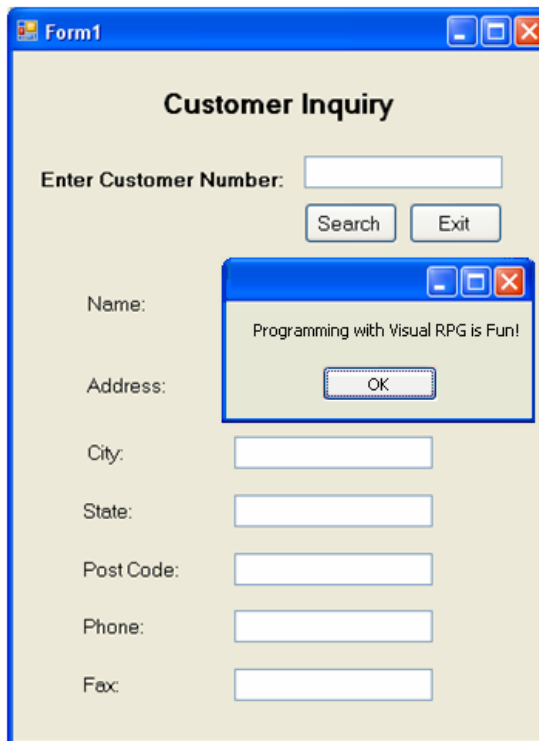 Form1
Customer Inquiry
Enter Customer Number:
Search Exit
Name:
Programming with Visual RPG is Fun!
OK
Address:
City:
State:
Post Code:
Phone:
Fax: